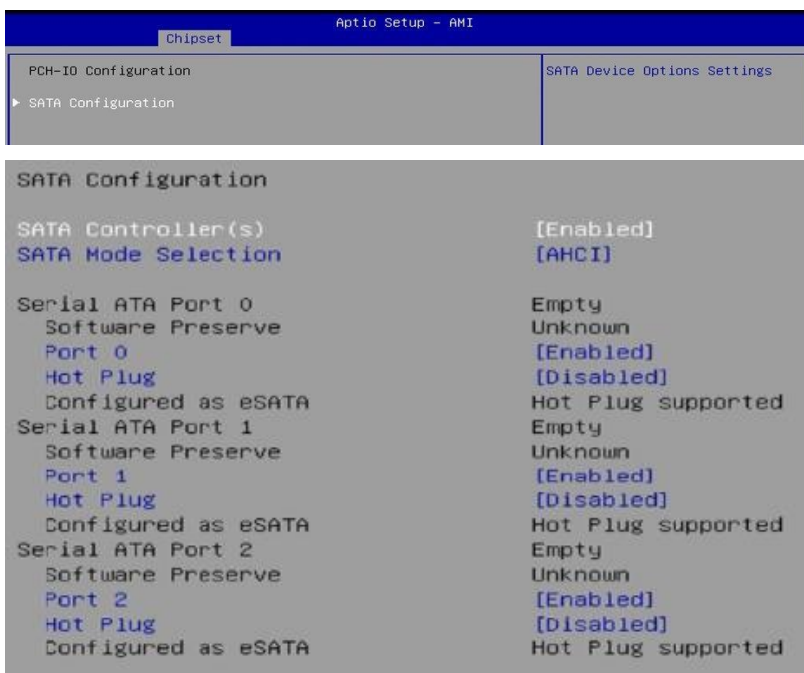 Aptio Setup - AMI
Chipset
PCH-IO Configuration
SATA Device Options Settings
SATA Configuration
SATA Configuration
SATA Controller(s) [Enabled]
SATA Mode Selection [AHCI]
Serial ATA Port 0 Empty
Software Preserve Unknown
Port 0 [Enabled]
Hot Plug [Disabled]
Configured as eSATA Hot Plug supported
Serial ATA Port 1 Empty
Software Preserve Unknown
Port 1 [Enabled]
Hot Plug [Disabled]
Configured as eSATA Hot Plug supported
Serial ATA Port 2 Empty
Software Preserve Unknown
Port 2 [Enabled]
Hot Plug [Disabled]
Configured as eSATA Hot Plug supported